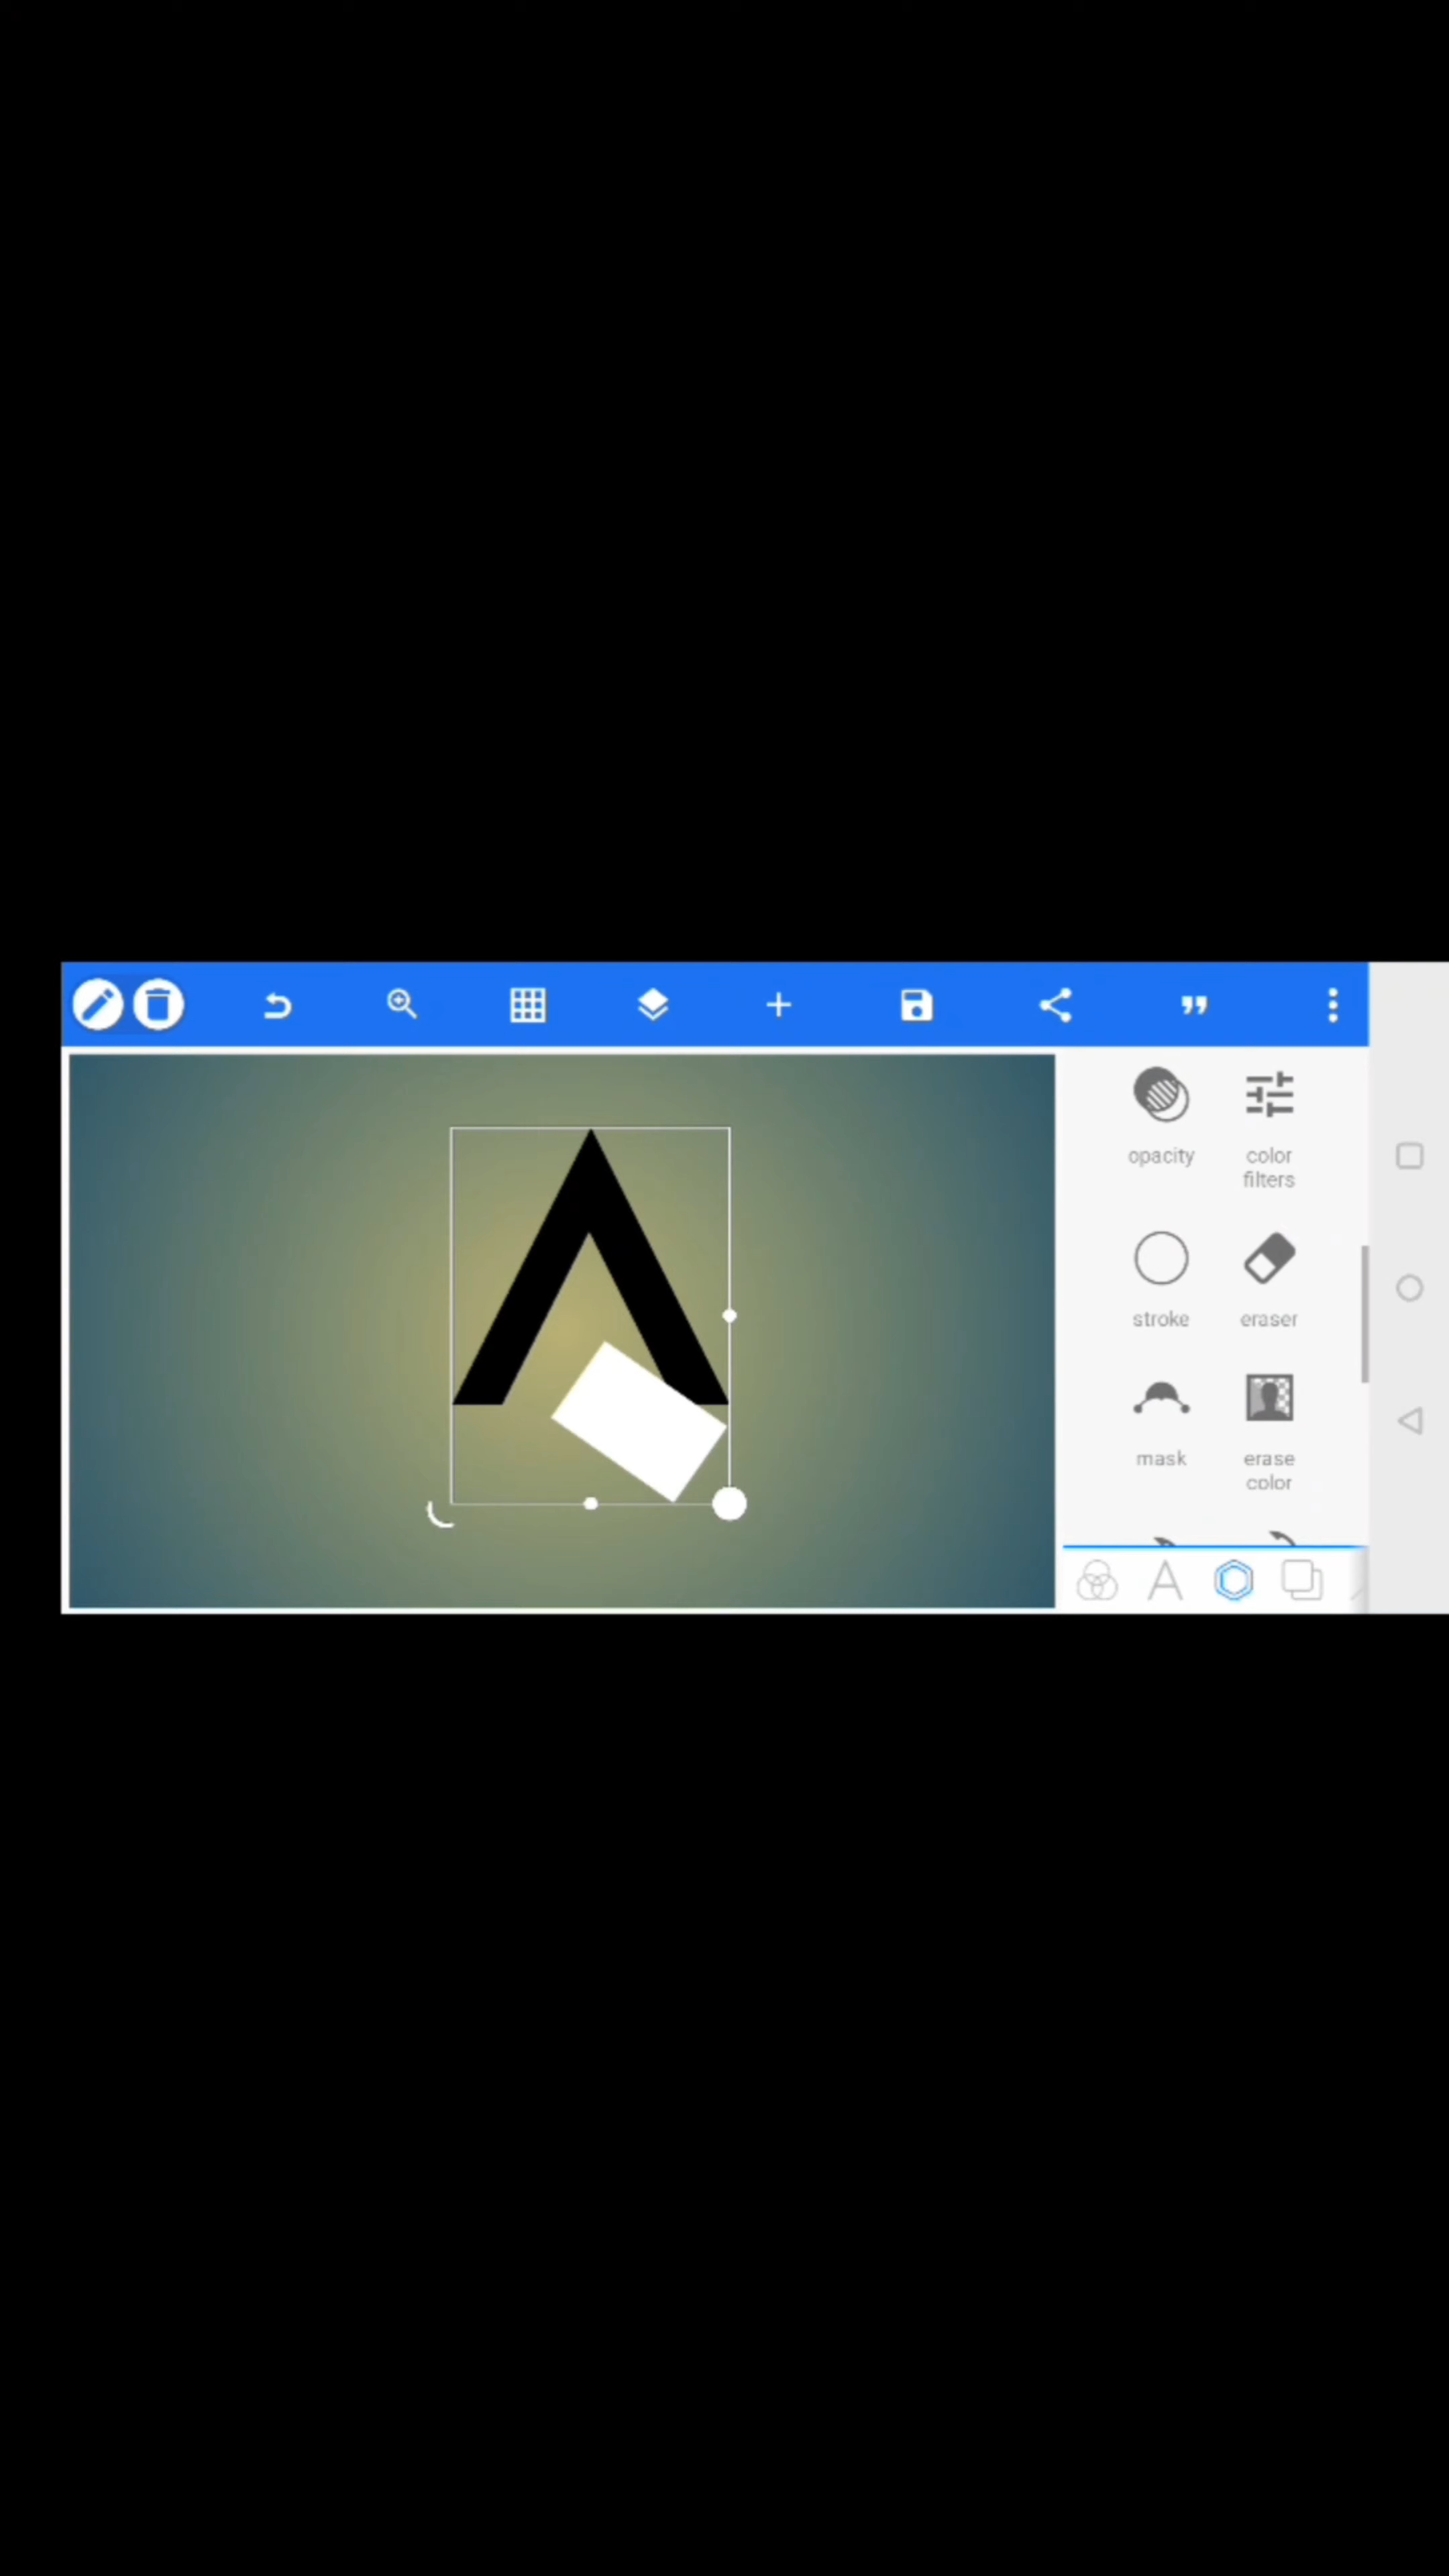 opacity
color
filters
stroke
eraser
mask
erase
color